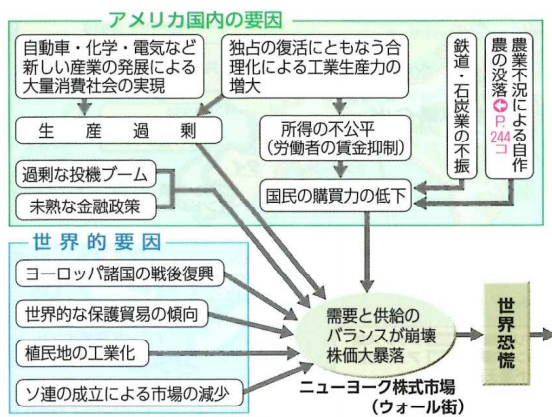 アメリカ国内の要因
自動車・化学・電気など
新しい産業の発展による
大量消費社会の実現
独占の復活にともなう合
理化による工業生産力の
増大
鉄道・石炭業の不振
農業不況による自作
農の没落 P.244コ
生産過剰
所得の不公平
(労働者の賃金抑制)
過剰な投機ブーム
未熟な金融政策
国民の購買力の低下
世界的要因
ヨーロッパ諸国の戦後復興
世界的な保護貿易の傾向
植民地の工業化
ソ連の成立による市場の減少
需要と供給の
バランスが崩壊
株価大暴落
ニューヨーク株式市場
(ウォール街)
世界恐慌